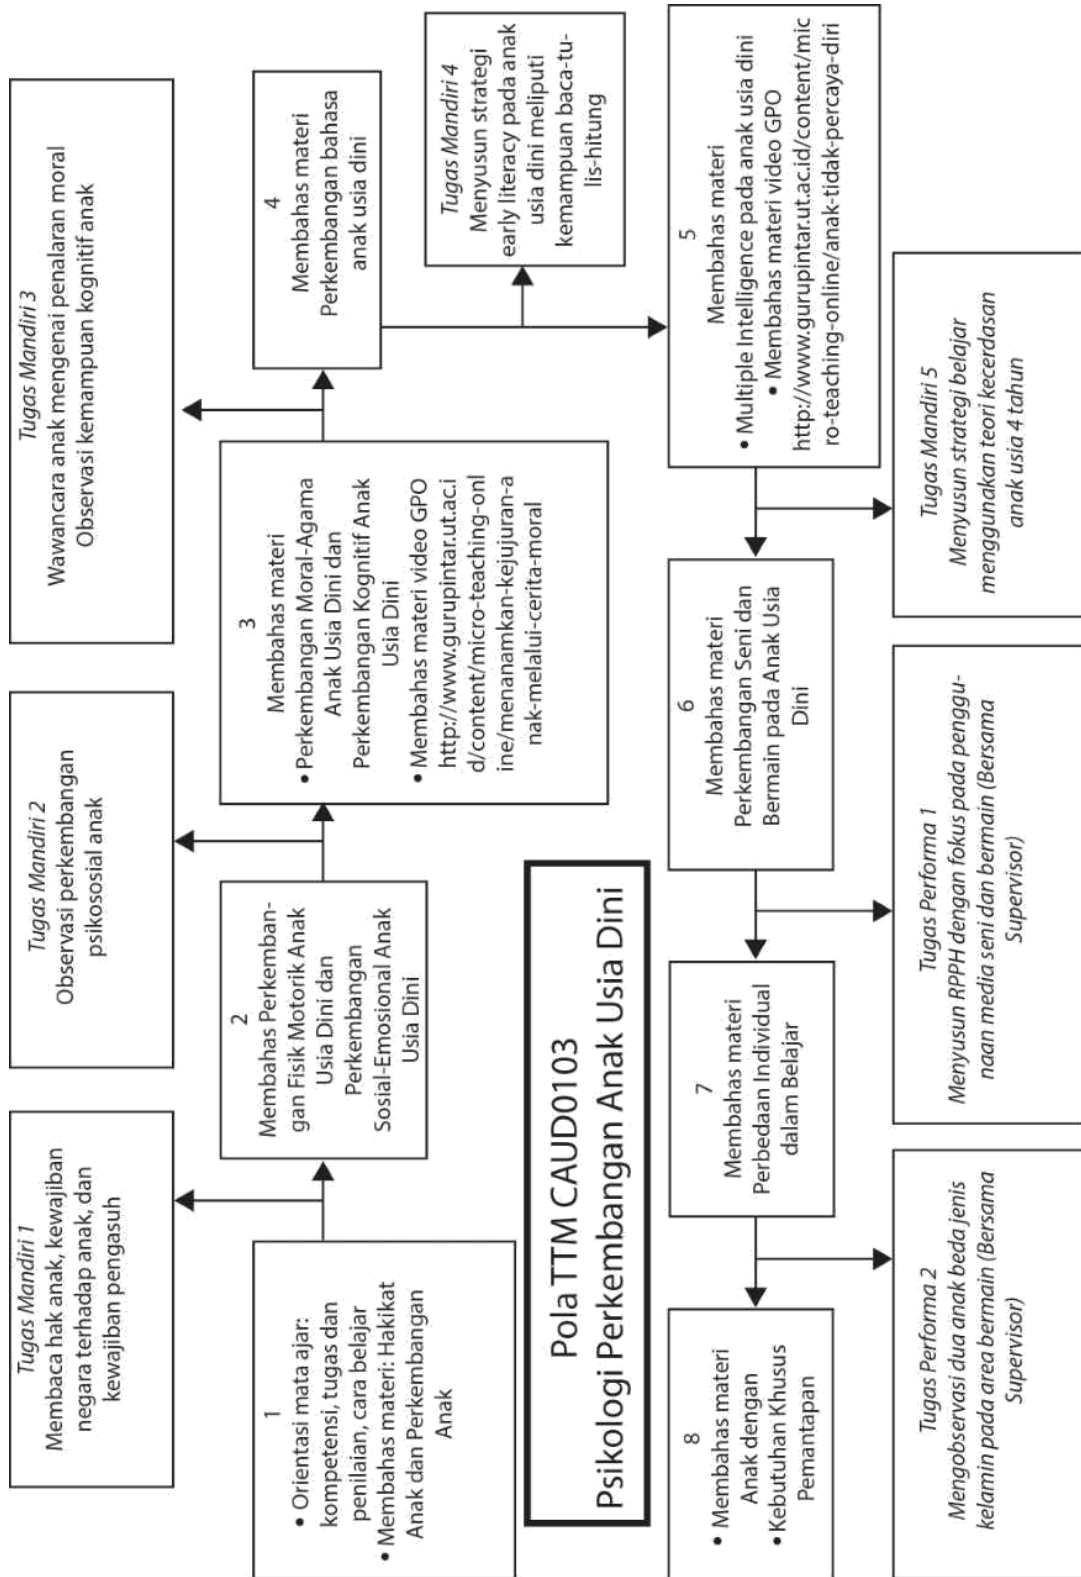 Tugas Mandiri 1
Membaca hak anak, kewajiban
negara terhadap anak, dan
kewajiban pengasuh
Tugas Mandiri 2
Observasi perkembangan
psikososial anak
Tugas Mandiri 3
Wawancara anak mengenai penalaran moral
Observasi kemampuan kognitif anak
1
• Orientasi mata ajar:
kompetensi, tugas dan
penilaian, cara belajar
• Membahas materi: Hakikat
Anak dan Perkembangan
Anak
2
Membahas Perkemban-
gan Fisik Motorik Anak
Usia Dini dan
Perkembangan
Sosial-Emosional Anak
Usia Dini
3
Membahas materi
• Perkembangan Moral-Agama
Anak Usia Dini dan
Perkembangan Kognitif Anak
Usia Dini
• Membahas materi video GPO
http://www.gurupintar.ut.ac.i
d/content/micro-teaching-onl
ine/menanamkan-kejujuran-a
nak-melalui-cerita-moral
4
Membahas materi
Perkembangan bahasa
anak usia dini
Tugas Mandiri 4
Menyusun strategi
early literacy pada anak
usia dini meliputi
kemampuan baca-tu-
lis-hitung
Pola TTM CAUD0103
Psikologi Perkembangan Anak Usia Dini
8
• Membahas materi
Anak dengan
• Kebutuhan Khusus
Pemantapan
7
Membahas materi
Perbedaan Individual
dalam Belajar
6
Membahas materi
Perkembangan Seni dan
Bermain pada Anak Usia
Dini
5
Membahas materi
• Multiple Intelligence pada anak usia dini
• Membahas materi video GPO
http://www.gurupintar.ut.ac.id/content/mic
ro-teaching-online/anak-tidak-percaya-diri
Tugas Performa 2
Mengobservasi dua anak beda jenis
kelamin pada area bermain (Bersama
Supervisor)
Tugas Performa 1
Menyusun RPPH dengan fokus pada penggu-
naan media seni dan bermain (Bersama
Supervisor)
Tugas Mandiri 5
Menyusun strategi belajar
menggunakan teori kecerdasan
anak usia 4 tahun